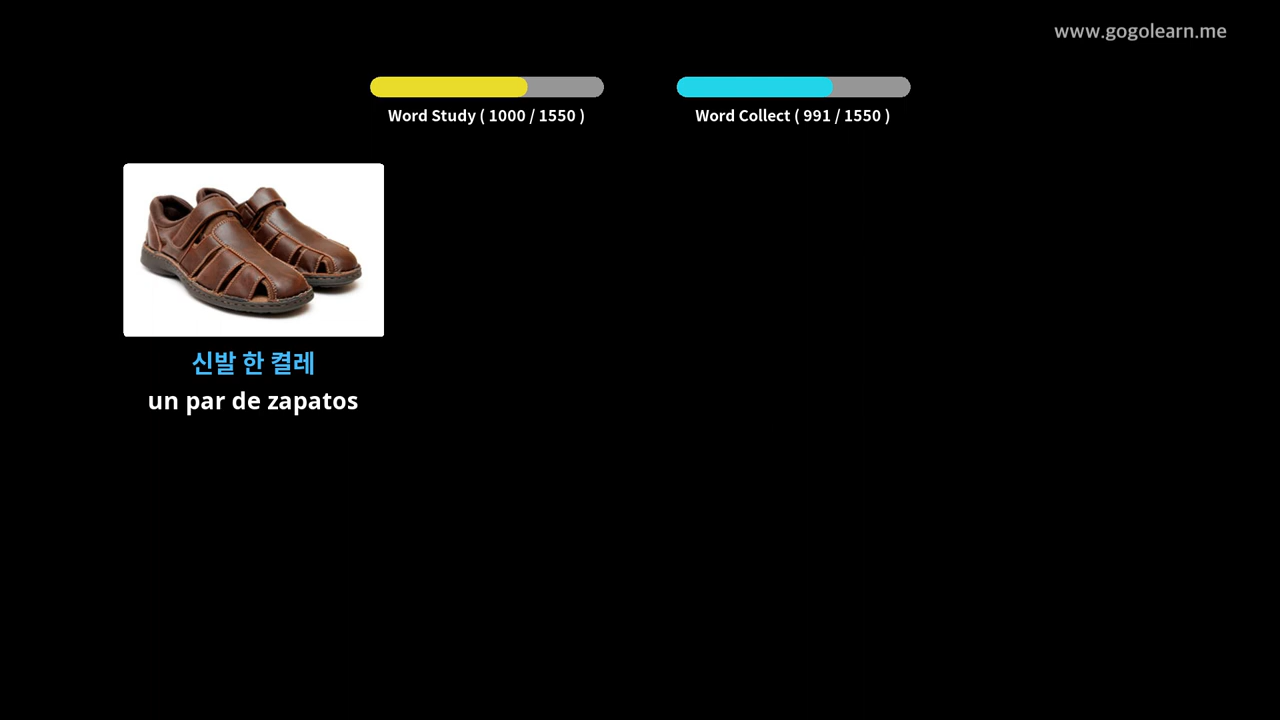 www.gogolearn.me
Word Study ( 1000 / 1550 )
Word Collect ( 991 / 1550 )
신발 한 켤레
un par de zapatos